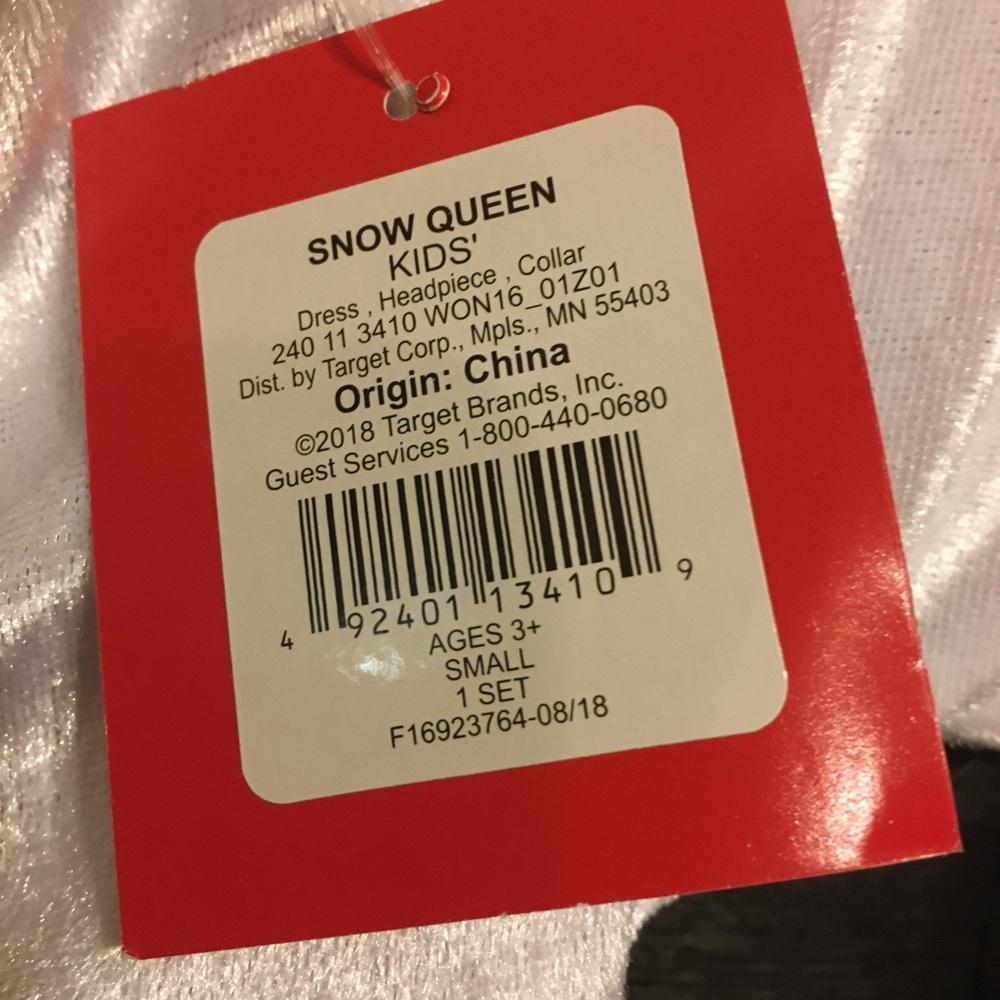 SNOW QUEEN
KIDS'
Dress , Headpiece , Collar
240 11 3410 WON16_01Z01
Dist. by Target Corp., Mpls., MN 55403
Origin: China
©2018 Target Brands, Inc.
Guest Services 1-800-440-0680
4 92401 13410 9
AGES 3+
SMALL
1 SET
F16923764-08/18